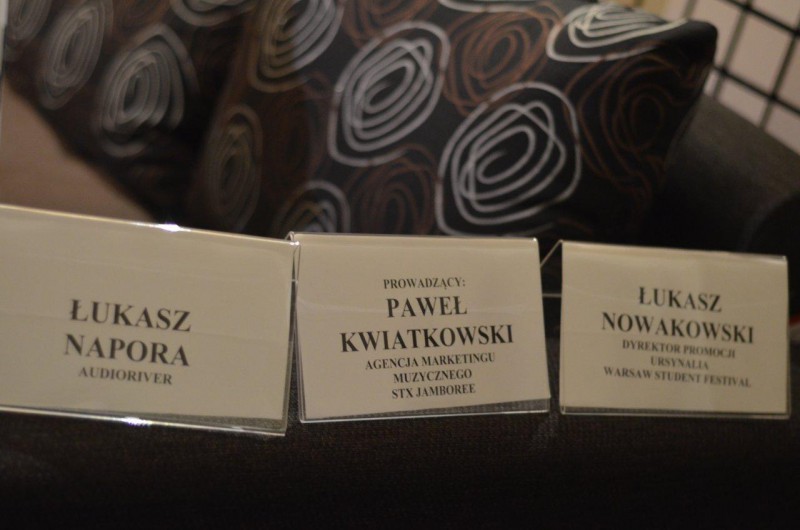 ŁUKASZ
NAPORA
AUDIORIVER
PROWADZĄCY:
PAWEŁ
KWIATKOWSKI
AGENCJA MARKETINGU
MUZYCZNEGO
STX JAMBOREE
ŁUKASZ
NOWAKOWSKI
DYREKTOR PROMOCJI
URSYNALIA
WARSAW STUDENT FESTIVAL